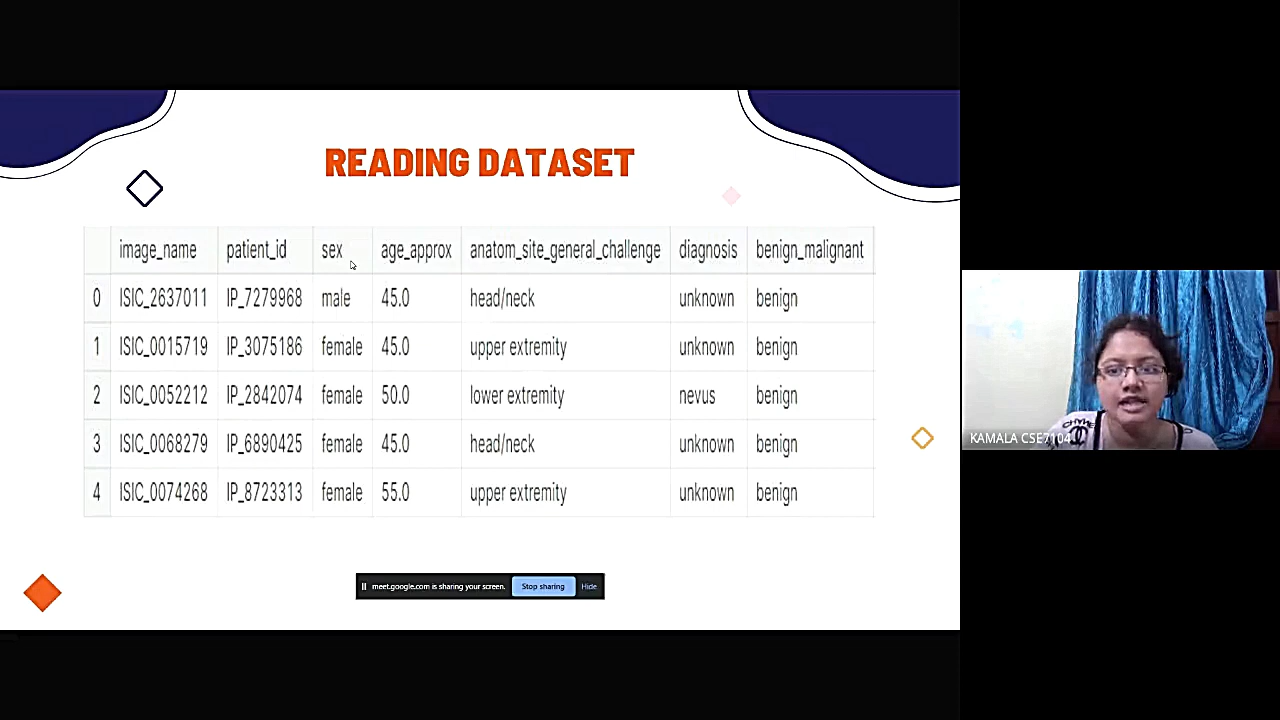 READING DATASET
image_name patient_id sex age_approx anatom_site_general_challenge diagnosis benign_malignant
0 ISIC_2637011 IP_7279968 male 45.0 head/neck unknown benign
1 ISIC_0015719 IP_3075186 female 45.0 upper extremity unknown benign
2 ISIC_0052212 IP_2842074 female 50.0 lower extremity nevus benign
3 ISIC_0068279 IP_6890425 female 45.0 head/neck unknown benign
4 ISIC_0074268 IP_8723313 female 55.0 upper extremity unknown benign
meet.google.com is sharing your screen. Stop sharing Hide
KAMALA CSE7104